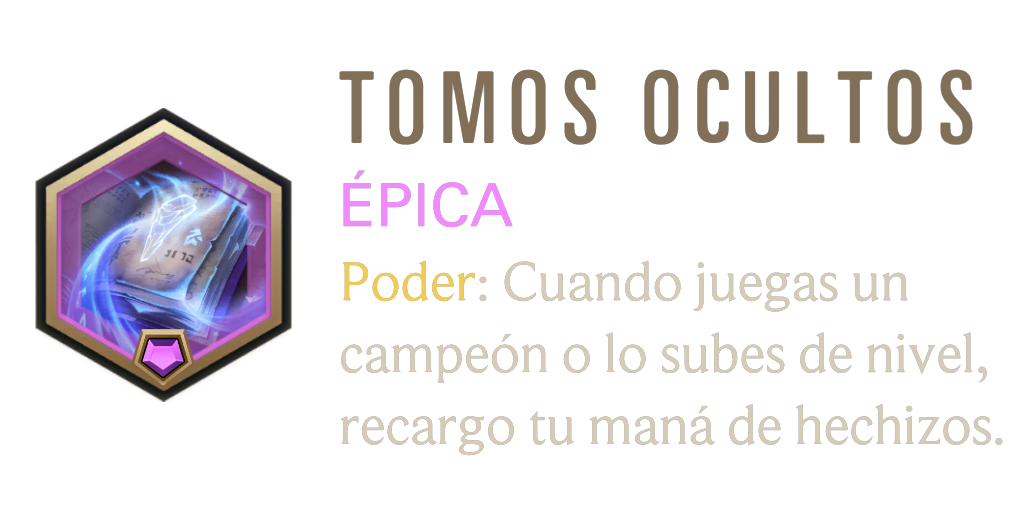 TOMOS OCULTOS
ÉPICA
Poder: Cuando juegas un
campeón o lo subes de nivel,
recargo tu maná de hechizos.